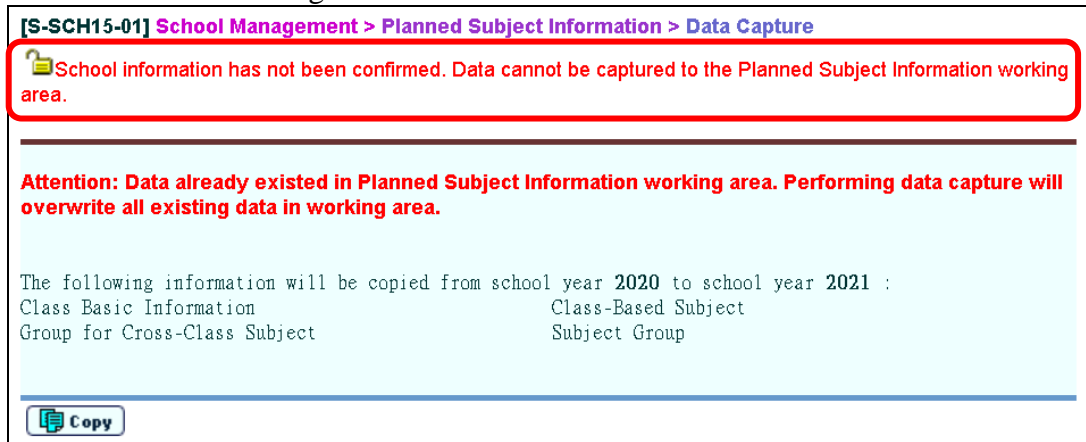 [S-SCH15-01] School Management > Planned Subject Information > Data Capture
School information has not been confirmed. Data cannot be captured to the Planned Subject Information working
area.
Attention: Data already existed in Planned Subject Information working area. Performing data capture will
overwrite all existing data in working area.
The following information will be copied from school year 2020 to school year 2021 :
Class Basic Information Class-Based Subject
Group for Cross-Class Subject Subject Group
Copy